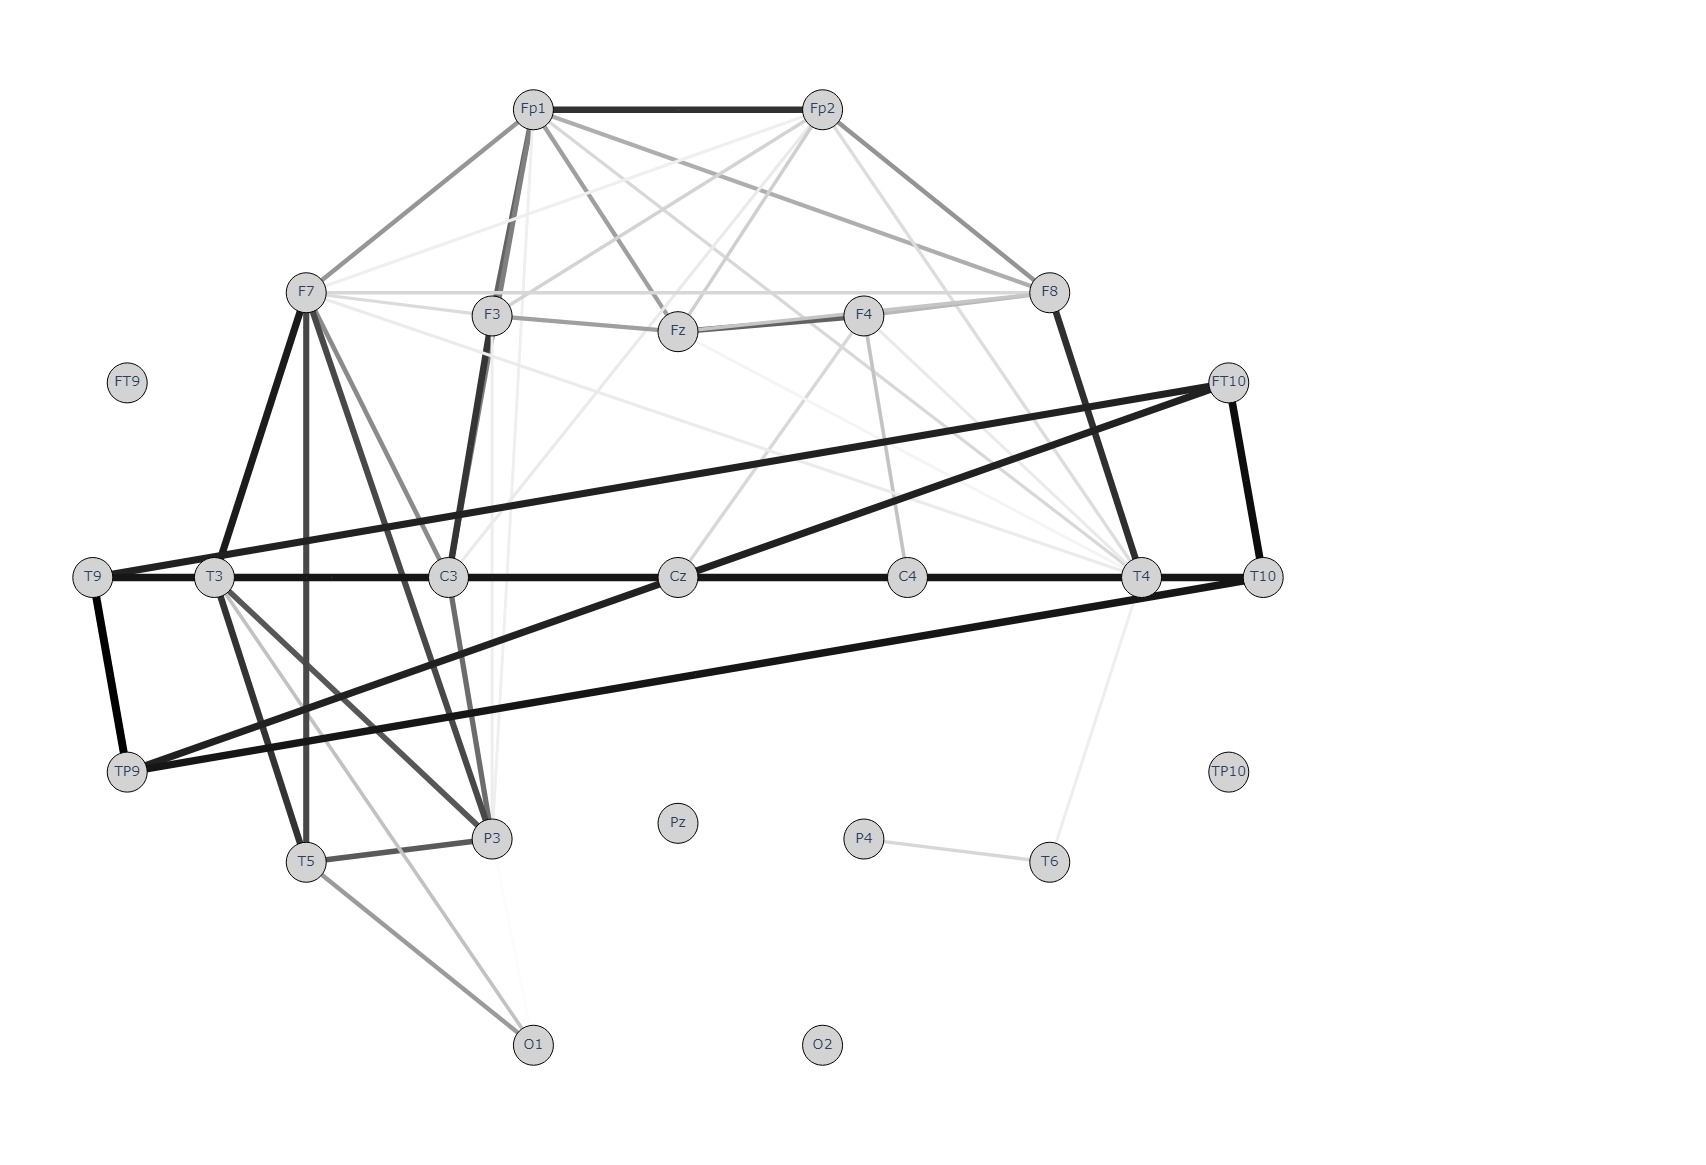 Fp1 Fp2
F7 F3 Fz F4 F8
FT9 FT10
T9 T3 C3 Cz C4 T4 T10
TP9 TP10
T5 P3 Pz P4 T6
O1 O2